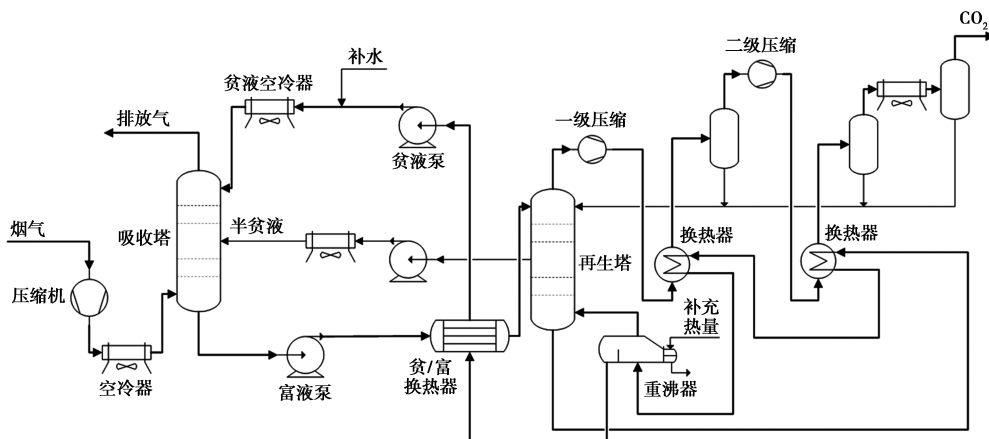 CO₂
二级压缩
补水
贫液空冷器
排放气
一级压缩
贫液泵
烟气
半贫液
吸收塔
再生塔
换热器
换热器
压缩机
补充
热量
空冷器
富液泵
贫/富
换热器
重沸器